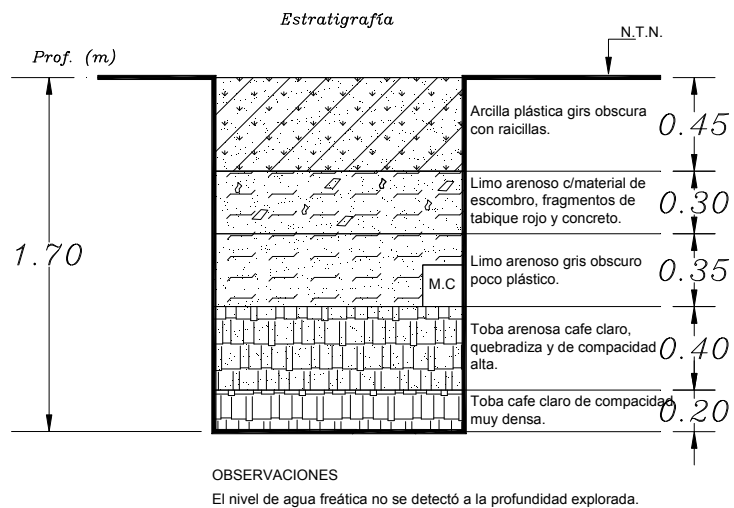 Estratigrafía
N.T.N.
Prof. (m)
Arcilla plástica girs obscura
con raicillas.
0.45
Limo arenoso c/material de
escombro, fragmentos de
tabique rojo y concreto.
0.30
1.70
Limo arenoso gris obscuro
poco plástico.
0.35
M.C
Toba arenosa cafe claro,
quebradiza y de compacidad
alta.
0.40
Toba cafe claro de compacidad
muy densa.
0.20
OBSERVACIONES
El nivel de agua freática no se detectó a la profundidad explorada.